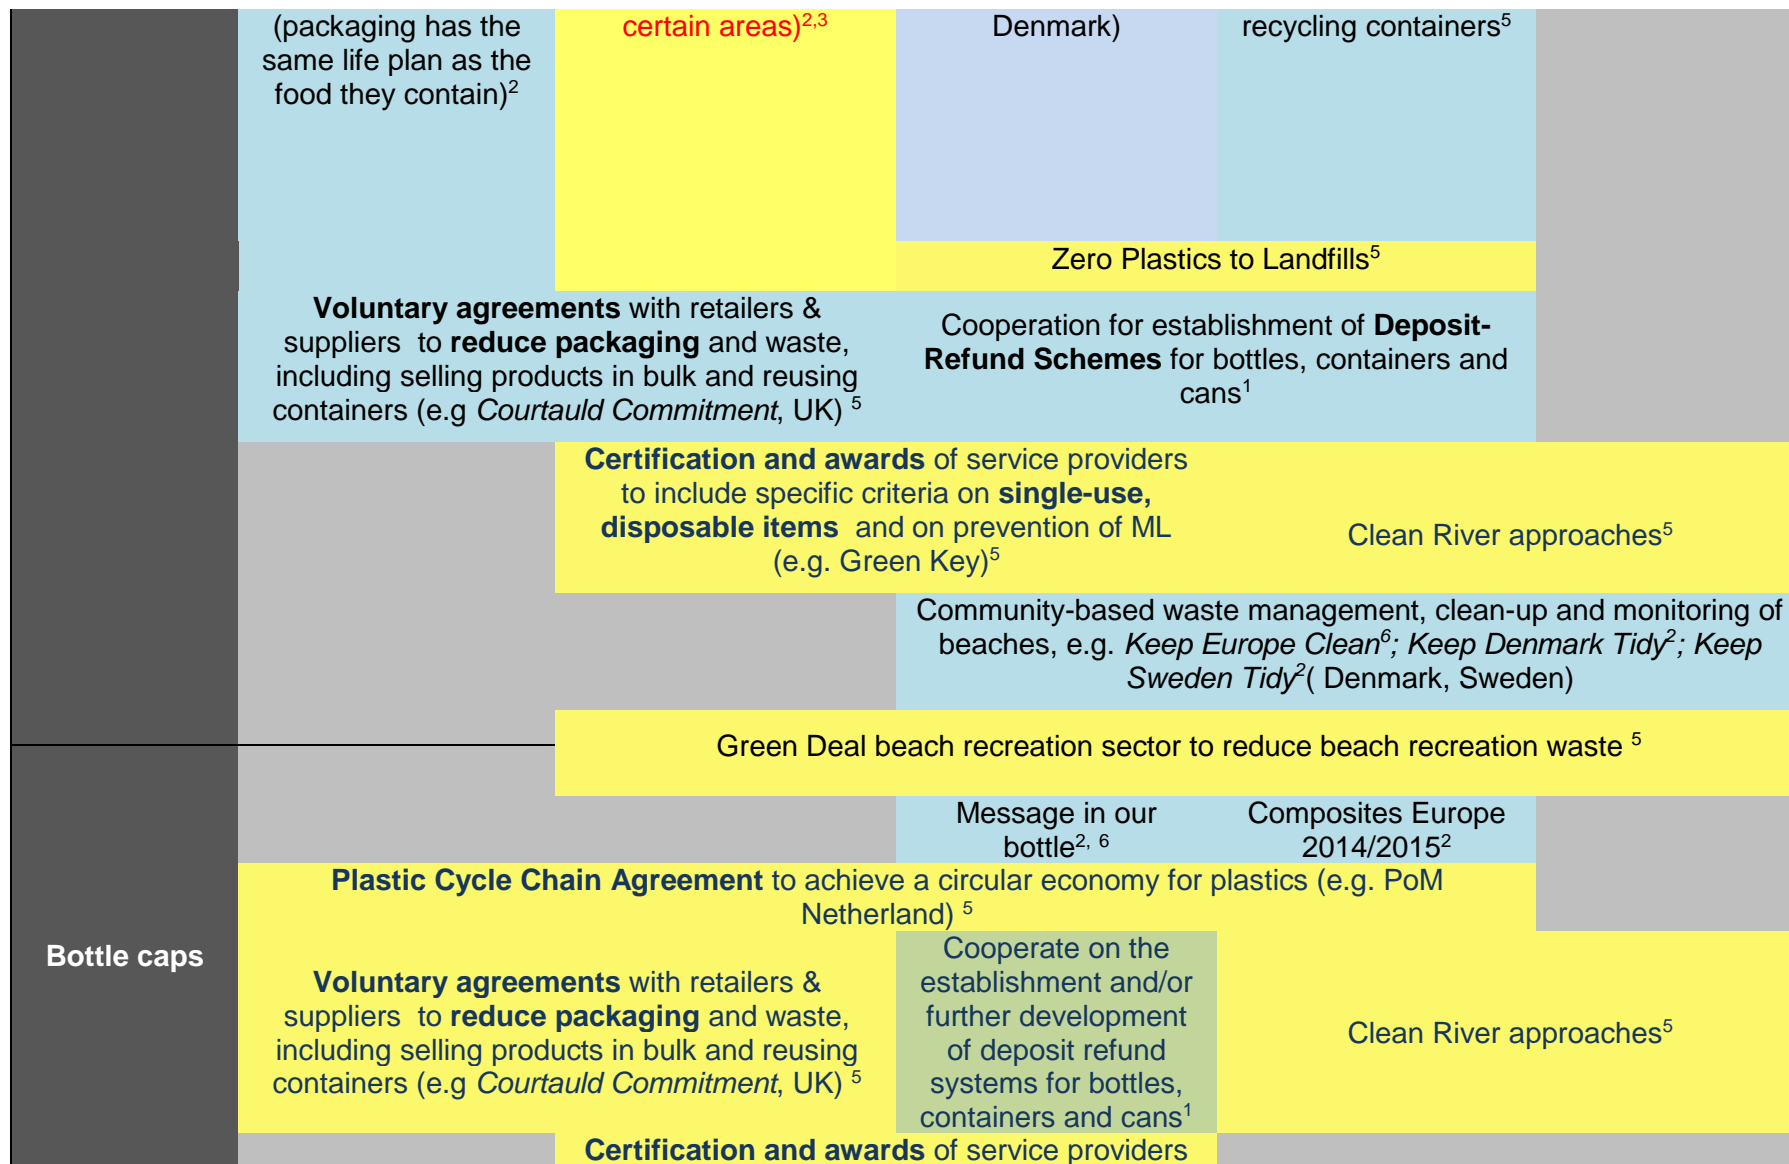 (packaging has the
same life plan as the
food they contain)2
certain areas)2,3
Denmark)
recycling containers5
Zero Plastics to Landfills5
Voluntary agreements with retailers &
suppliers to reduce packaging and waste,
including selling products in bulk and reusing
containers (e.g Courtauld Commitment, UK) 5
Cooperation for establishment of Deposit-
Refund Schemes for bottles, containers and
cans1
Certification and awards of service providers
to include specific criteria on single-use,
disposable items and on prevention of ML
(e.g. Green Key)5
Clean River approaches5
Community-based waste management, clean-up and monitoring of
beaches, e.g. Keep Europe Clean6; Keep Denmark Tidy2; Keep
Sweden Tidy2( Denmark, Sweden)
Green Deal beach recreation sector to reduce beach recreation waste 5
Bottle caps
Message in our
bottle2, 6
Composites Europe
2014/20152
Plastic Cycle Chain Agreement to achieve a circular economy for plastics (e.g. PoM
Netherland) 5
Voluntary agreements with retailers &
suppliers to reduce packaging and waste,
including selling products in bulk and reusing
containers (e.g Courtauld Commitment, UK) 5
Cooperate on the
establishment and/or
further development
of deposit refund
systems for bottles,
containers and cans1
Clean River approaches5
Certification and awards of service providers